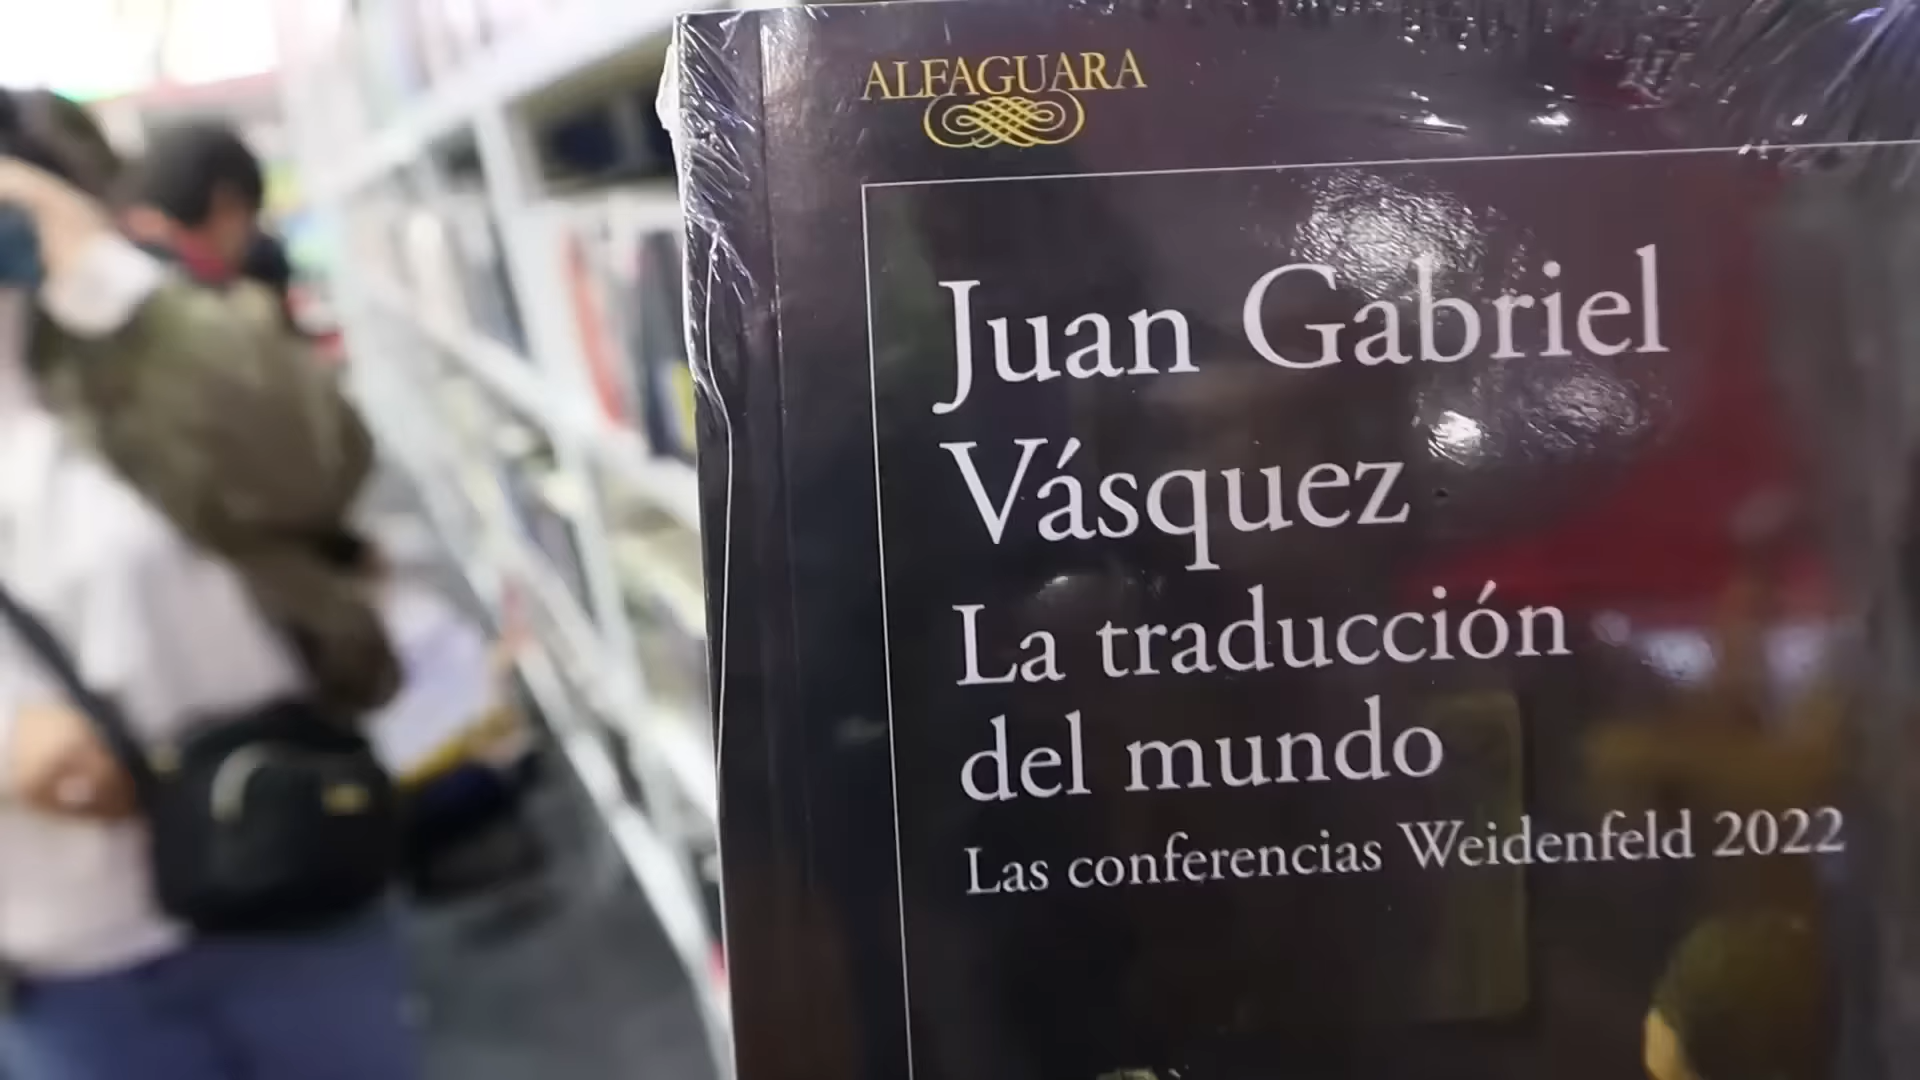 ALFAGUARA
Juan Gabriel
Vásquez
La traducción
del mundo
Las conferencias Weidenfeld 2022